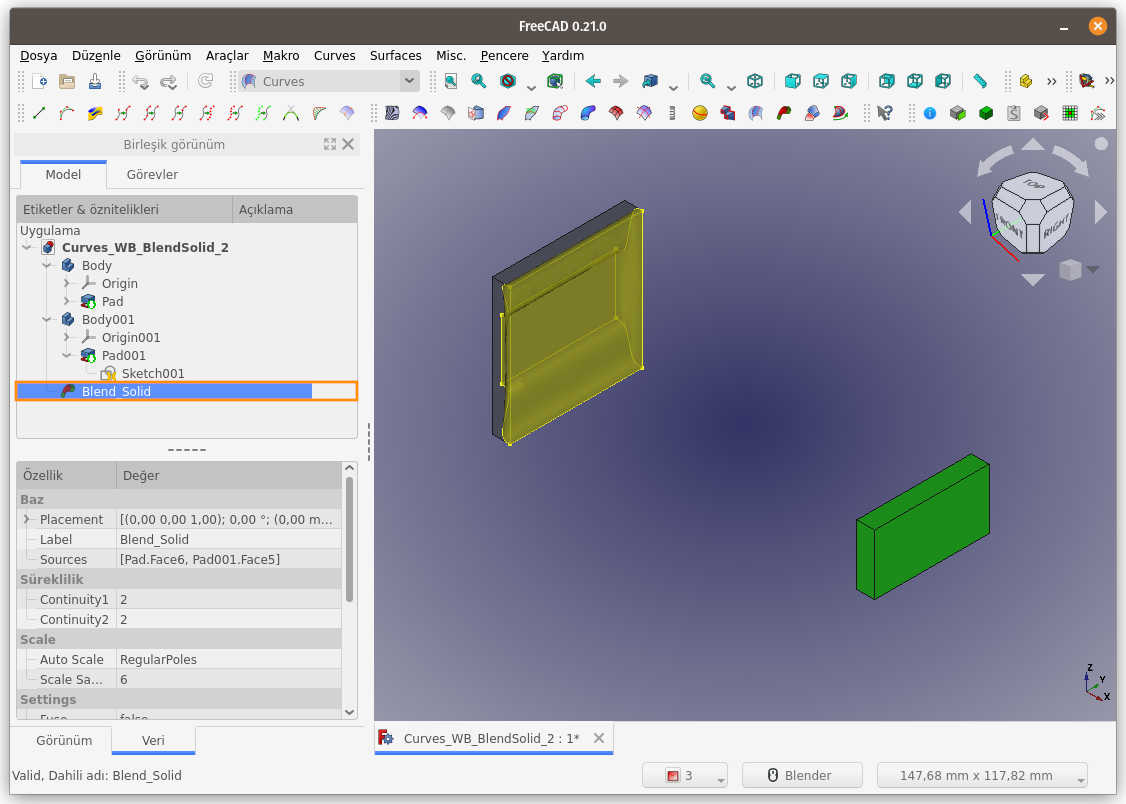 FreeCAD 0.21.0
Dosya Düzenle Görünüm Araçlar Makro Curves Surfaces Misc. Pencere Yardım
Curves
Birleşik görünüm
Model Görevler
Etiketler & öznitelikleri Açıklama
Uygulama
Curves_WB_BlendSolid_2
Body
Origin
Pad
Body001
Origin001
Pad001
Sketch001
Blend_Solid
Özellik Değer
Baz
Placement [(0,00 0,00 1,00); 0,00 °; (0,00 m...
Label Blend_Solid
Sources [Pad.Face6, Pad001.Face5]
Süreklilik
Continuity1 2
Continuity2 2
Scale
Auto Scale RegularPoles
Scale Sa... 6
Settings
Fuse false
Görünüm Veri
TOP
FRONT
RIGHT
Z
Y
X
Curves_WB_BlendSolid_2 : 1*
Valid, Dahili adı: Blend_Solid
3
Blender
147,68 mm x 117,82 mm